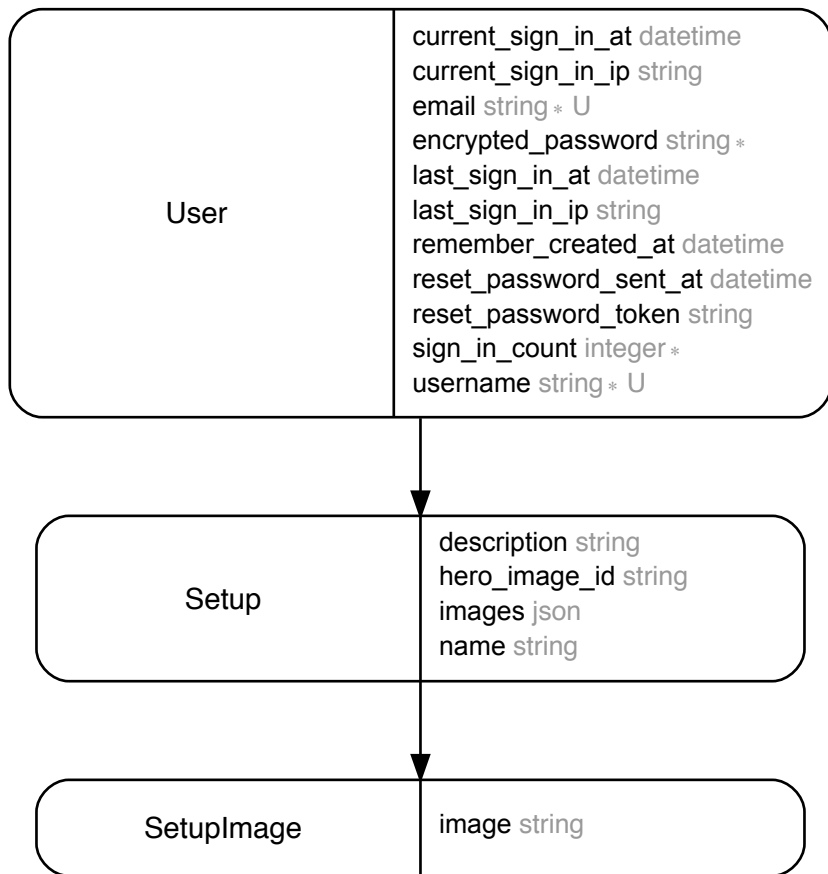 User
current_sign_in_at datetime
current_sign_in_ip string
email string * U
encrypted_password string *
last_sign_in_at datetime
last_sign_in_ip string
remember_created_at datetime
reset_password_sent_at datetime
reset_password_token string
sign_in_count integer *
username string * U
Setup
description string
hero_image_id string
images json
name string
SetupImage
image string